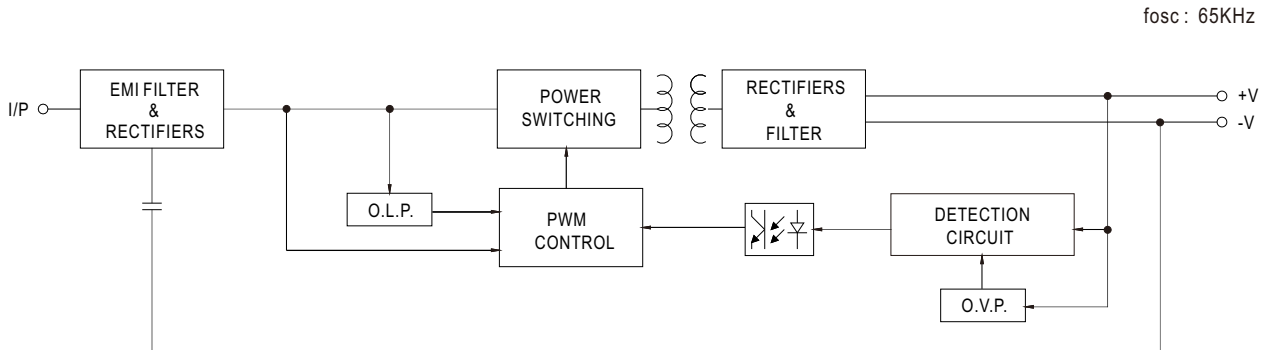 fosc : 65KHz
EMI FILTER
&
RECTIFIERS
I/P
POWER
SWITCHING
RECTIFIERS
&
FILTER
+V
-V
O.L.P.
PWM
CONTROL
DETECTION
CIRCUIT
O.V.P.